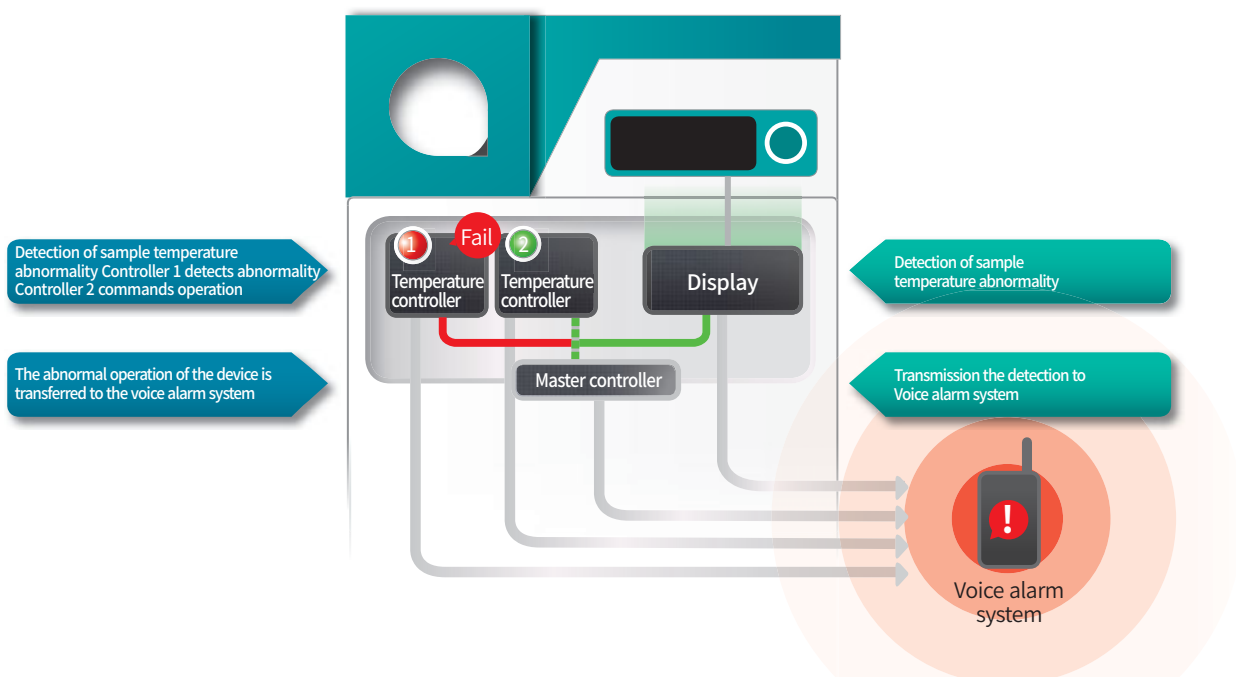 1
Fail
2
Temperature
controller
Temperature
controller
Display
Master controller
Detection of sample temperature
abnormality Controller 1 detects abnormality
Controller 2 commands operation
The abnormal operation of the device is
transferred to the voice alarm system
Detection of sample
temperature abnormality
Transmission the detection to
Voice alarm system
!
Voice alarm
system